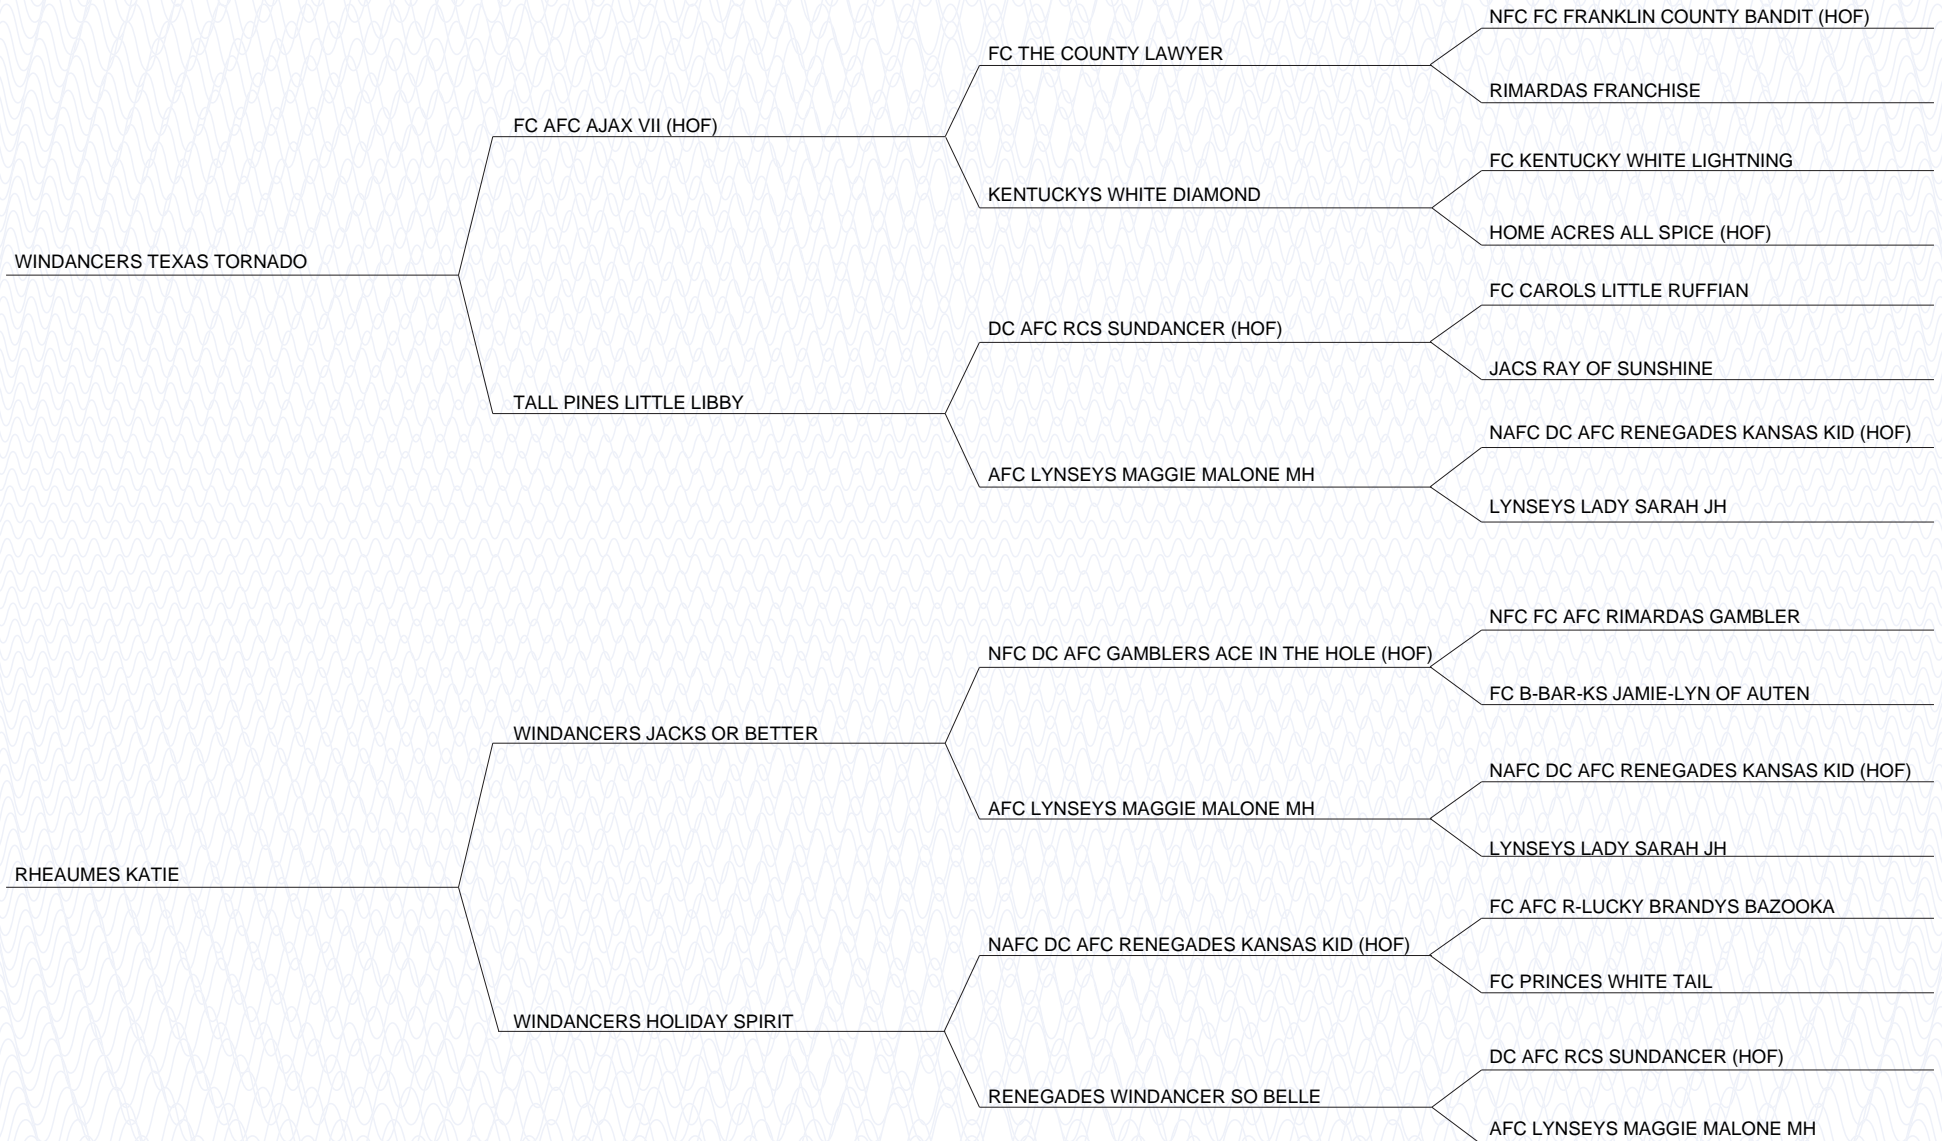 NFC FC FRANKLIN COUNTY BANDIT (HOF)
FC THE COUNTY LAWYER
RIMARDAS FRANCHISE
FC AFC AJAX VII (HOF)
FC KENTUCKY WHITE LIGHTNING
KENTUCKYS WHITE DIAMOND
HOME ACRES ALL SPICE (HOF)
WINDANCERS TEXAS TORNADO
FC CAROLS LITTLE RUFFIAN
DC AFC RCS SUNDANCER (HOF)
JACS RAY OF SUNSHINE
TALL PINES LITTLE LIBBY
NAFC DC AFC RENEGADES KANSAS KID (HOF)
AFC LYNSEYS MAGGIE MALONE MH
LYNSEYS LADY SARAH JH
NFC FC AFC RIMARDAS GAMBLER
NFC DC AFC GAMBLERS ACE IN THE HOLE (HOF)
FC B-BAR-KS JAMIE-LYN OF AUTEN
WINDANCERS JACKS OR BETTER
NAFC DC AFC RENEGADES KANSAS KID (HOF)
AFC LYNSEYS MAGGIE MALONE MH
LYNSEYS LADY SARAH JH
RHEAUMES KATIE
FC AFC R-LUCKY BRANDYS BAZOOKA
NAFC DC AFC RENEGADES KANSAS KID (HOF)
FC PRINCES WHITE TAIL
WINDANCERS HOLIDAY SPIRIT
DC AFC RCS SUNDANCER (HOF)
RENEGADES WINDANCER SO BELLE
AFC LYNSEYS MAGGIE MALONE MH